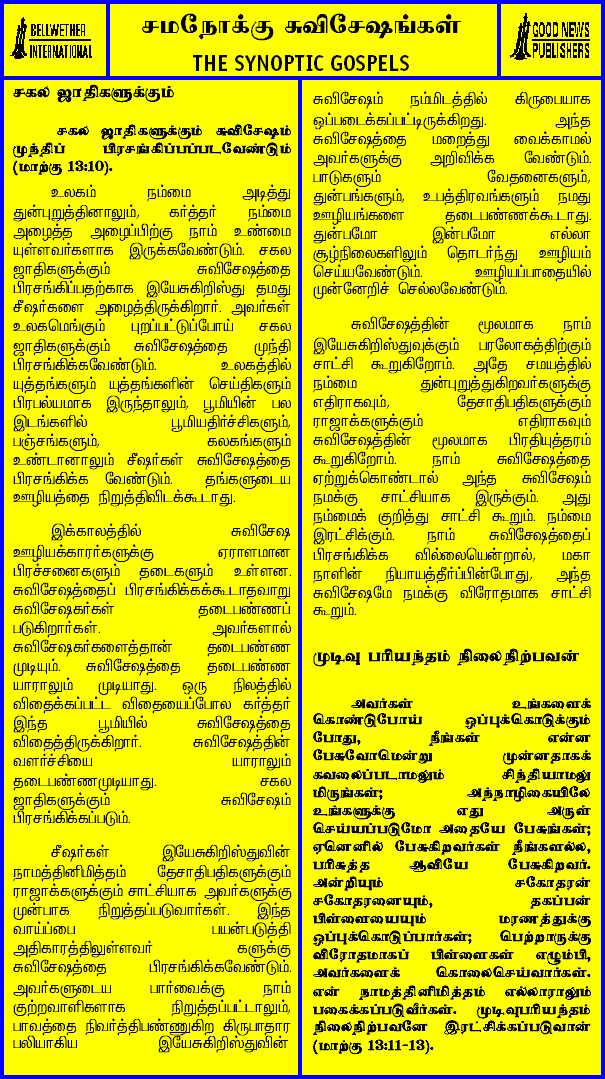 BELLWETHER
INTERNATIONAL
சமநோக்கு சுவிசேஷங்கள்
THE SYNOPTIC GOSPELS
GOOD NEWS
PUBLISHERS
சகல ஜாதிகளுக்கும்
சகல ஜாதிகளுக்கும் சுவிசேஷம்
முந்திப் பிரசங்கிப்பப்படவேண்டும்
(மாற்கு 13:10).
உலகம் நம்மை அடித்து
துன்புறுத்தினாலும், கர்த்தர் நம்மை
அழைத்த அழைப்பிற்கு நாம் உண்மை
யுள்ளவர்களாக இருக்கவேண்டும். சகல
ஜாதிகளுக்கும் சுவிசேஷத்தை
பிரசங்கிப்பதற்காக இயேசுகிறிஸ்து தமது
சீஷர்களை அழைத்திருக்கிறார். அவர்கள்
உலகமெங்கும் புறப்பட்டுப்போய் சகல
ஜாதிகளுக்கும் சுவிசேஷத்தை முந்தி
பிரசங்கிக்கவேண்டும். உலகத்தில்
யுத்தங்களும் யுத்தங்களின் செய்திகளும்
பிரபல்யமாக இருந்தாலும், பூமியின் பல
இடங்களில் பூமியதிர்ச்சிகளும்,
பஞ்சங்களும், கலகங்களும்
உண்டானாலும் சீஷர்கள் சுவிசேஷத்தை
பிரசங்கிக்க வேண்டும். தங்களுடைய
ஊழியத்தை நிறுத்திவிடக்கூடாது.
இக்காலத்தில் சுவிசேஷ
ஊழியக்காரர்களுக்கு ஏராளமான
பிரச்சனைகளும் தடைகளும் உள்ளன.
சுவிசேஷத்தைப் பிரசங்கிக்கக்கூடாதவாறு
சுவிசேஷகர்கள் தடைபண்ணப்
படுகிறார்கள். அவர்களால்
சுவிசேஷகர்களைத்தான் தடைபண்ண
முடியும். சுவிசேஷத்தை தடைபண்ண
யாராலும் முடியாது. ஒரு நிலத்தில்
விதைக்கப்பட்ட விதையைப்போல கர்த்தர்
இந்த பூமியில் சுவிசேஷத்தை
விதைத்திருக்கிறார். சுவிசேஷத்தின்
வளர்ச்சியை யாராலும்
தடைபண்ணமுடியாது. சகல
ஜாதிகளுக்கும் சுவிசேஷம்
பிரசங்கிக்கப்படும்.
சீஷர்கள் இயேசுகிறிஸ்துவின்
நாமத்தினிமித்தம் தேசாதிபதிகளுக்கும்
ராஜாக்களுக்கும் சாட்சியாக அவர்களுக்கு
முன்பாக நிறுத்தப்படுவார்கள். இந்த
வாய்ப்பை பயன்படுத்தி
அதிகாரத்திலுள்ளவர் களுக்கு
சுவிசேஷத்தை பிரசங்கிக்கவேண்டும்.
அவர்களுடைய பார்வைக்கு நாம்
குற்றவாளிகளாக நிறுத்தப்பட்டாலும்,
பாவத்தை நிவர்த்திபண்ணுகிற கிருபாதார
பலியாகிய இயேசுகிறிஸ்துவின்
சுவிசேஷம் நம்மிடத்தில் கிருபையாக
ஒப்படைக்கப்பட்டிருக்கிறது. அந்த
சுவிசேஷத்தை மறைத்து வைக்காமல்
அவர்களுக்கு அறிவிக்க வேண்டும்.
பாடுகளும் வேதனைகளும்,
துன்பங்களும், உபத்திரவங்களும் நமது
ஊழியங்களை தடைபண்ணக்கூடாது.
துன்பமோ இன்பமோ எல்லா
சூழ்நிலைகளிலும் தொடர்ந்து ஊழியம்
செய்யவேண்டும். ஊழியப்பாதையில்
முன்னேறிச் செல்லவேண்டும்.
சுவிசேஷத்தின் மூலமாக நாம்
இயேசுகிறிஸ்துவுக்கும் பரலோகத்திற்கும்
சாட்சி கூறுகிறோம். அதே சமயத்தில்
நம்மை துன்புறுத்துகிறவர்களுக்கு
எதிராகவும், தேசாதிபதிகளுக்கும்
ராஜாக்களுக்கும் எதிராகவும்
சுவிசேஷத்தின் மூலமாக பிரதியுத்தரம்
கூறுகிறோம். நாம் சுவிசேஷத்தை
ஏற்றுக்கொண்டால் அந்த சுவிசேஷம்
நமக்கு சாட்சியாக இருக்கும். அது
நம்மைக் குறித்து சாட்சி கூறும். நம்மை
இரட்சிக்கும். நாம் சுவிசேஷத்தைப்
பிரசங்கிக்க வில்லையென்றால், மகா
நாளின் நியாயத்தீர்ப்பின்போது, அந்த
சுவிசேஷமே நமக்கு விரோதமாக சாட்சி
கூறும்.
முடிவு பரியந்தம் நிலைநிற்பவன்
அவர்கள் உங்களைக்
கொண்டுபோய் ஒப்புக்கொடுக்கும்
போது, நீங்கள் என்ன
பேசுவோமென்று முன்னதாகக்
கவலைப்படாமலும் சிந்தியாமலு
மிருங்கள்; அந்நாழிகையிலே
உங்களுக்கு எது அருள்
செய்யப்படுமோ அதையே பேசுங்கள்;
ஏனெனில் பேசுகிறவர்கள் நீங்களல்ல,
பரிசுத்த ஆவியே பேசுகிறவர்.
அன்றியும் சகோதரன்
சகோதரனையும், தகப்பன்
பிள்ளையையும் மரணத்துக்கு
ஒப்புக்கொடுப்பார்கள்; பெற்றாருக்கு
விரோதமாகப் பிள்ளைகள் எழும்பி,
அவர்களைக் கொலைசெய்வார்கள்.
என் நாமத்தினிமித்தம் எல்லாராலும்
பகைக்கப்படுவீர்கள். முடிவுபரியந்தம்
நிலைநிற்பவனே இரட்சிக்கப்படுவான்
(மாற்கு 13:11-13).